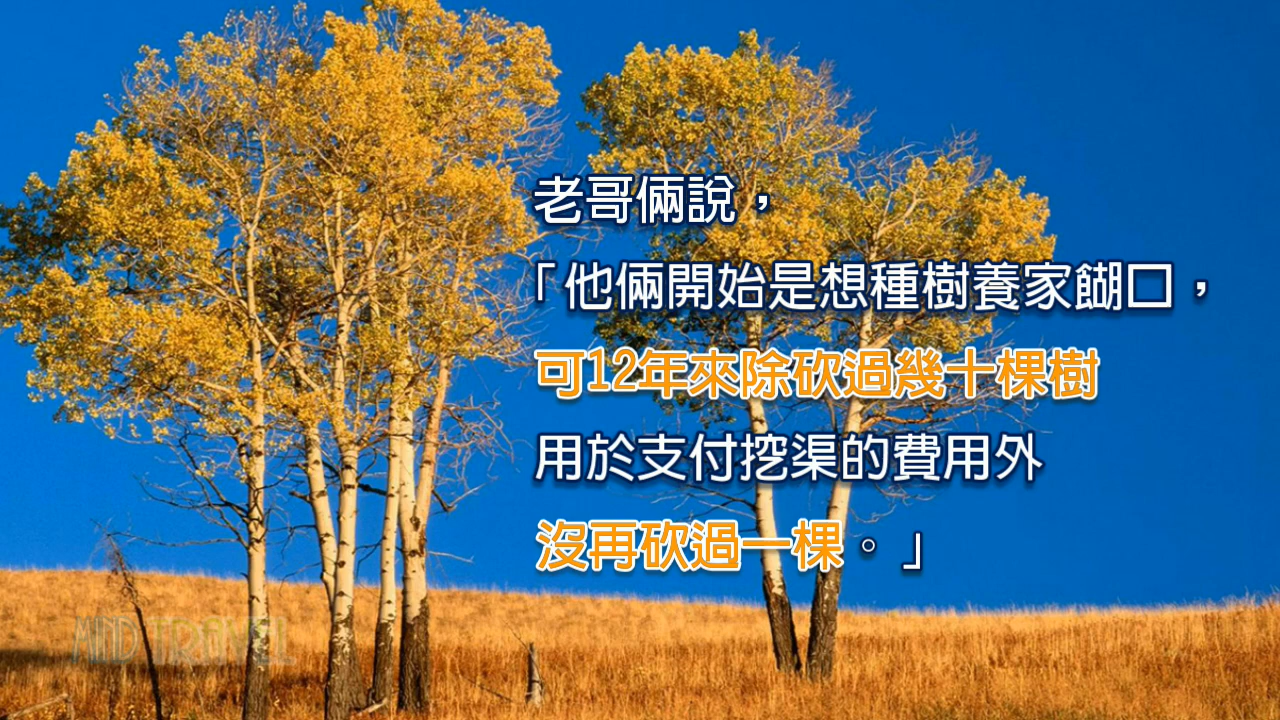 老哥倆說，
「他倆開始是想種樹養家餬口，
可12年來除砍過幾十棵樹
用於支付挖渠的費用外
沒再砍過一棵。」
MIND TRAVEL